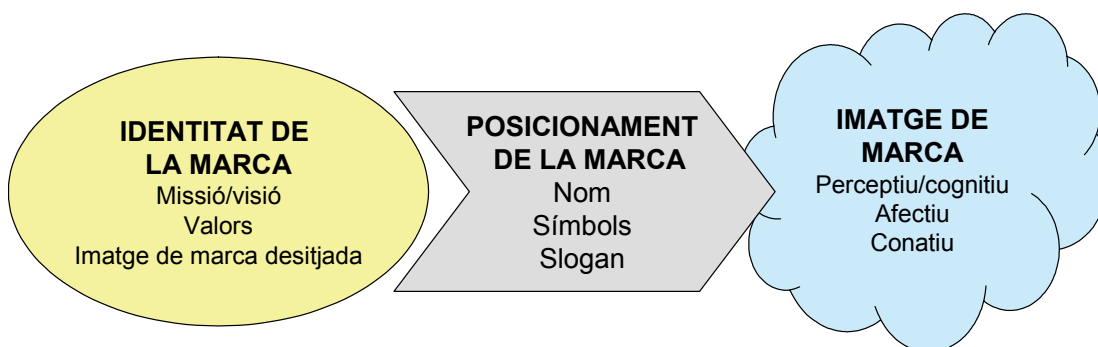 IDENTITAT DE
LA MARCA
Missió/visió
Valors
Imatge de marca desitjada
POSICIONAMENT
DE LA MARCA
Nom
Símbols
Slogan
IMATGE DE
MARCA
Perceptiu/cognitiu
Afectiu
Conatiu